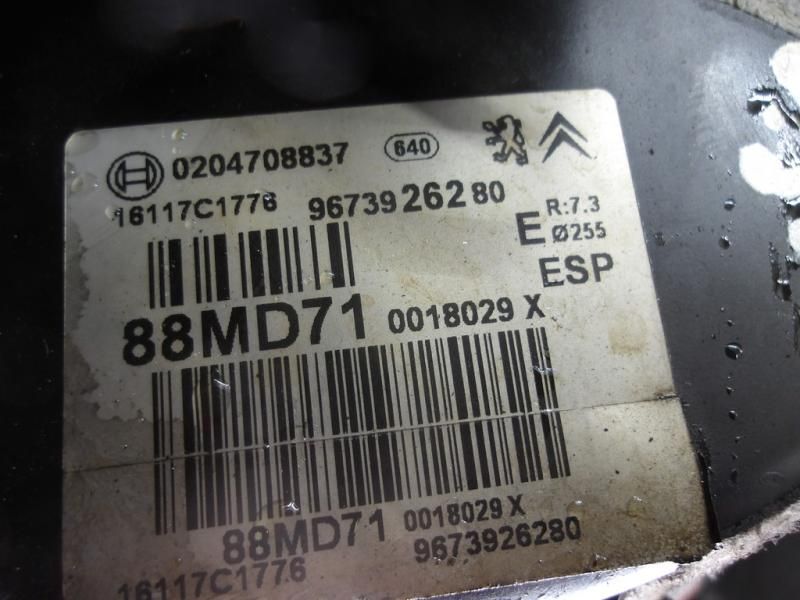 0204708837 640
16117C1776 9673926280
E R:7.3
Ø255
ESP
88MD71 0018029 X
88MD71 0018029 X
16117C1776 9673926280